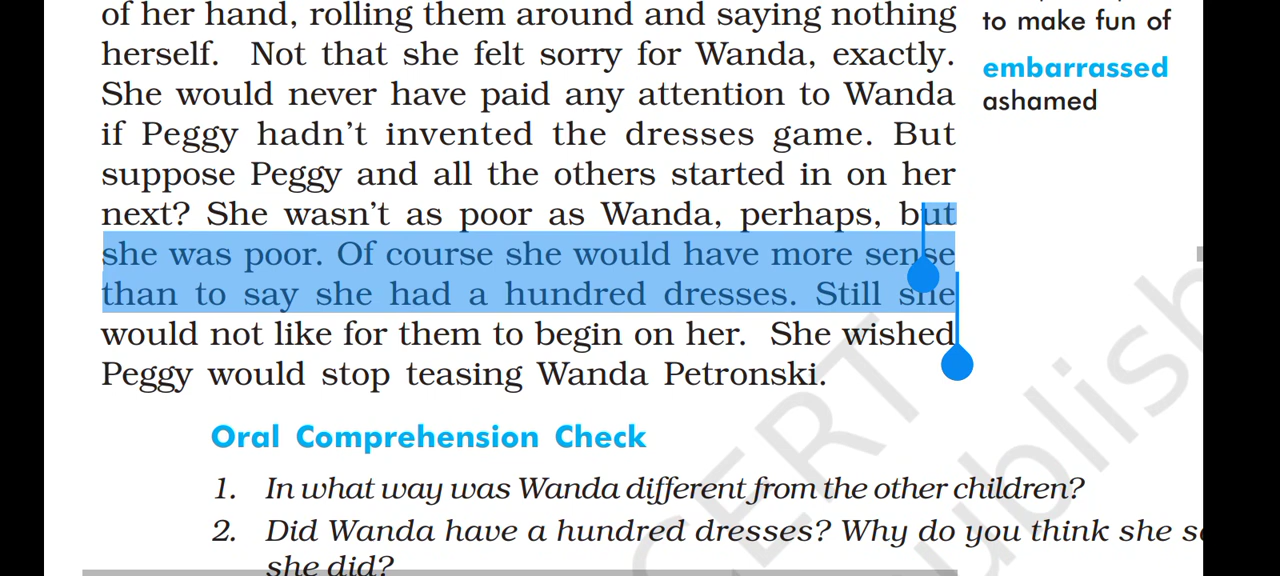 of her hand, rolling them around and saying nothing
herself. Not that she felt sorry for Wanda, exactly.
She would never have paid any attention to Wanda
if Peggy hadn't invented the dresses game. But
suppose Peggy and all the others started in on her
next? She wasn't as poor as Wanda, perhaps, but
she was poor. Of course she would have more sense
than to say she had a hundred dresses. Still she
would not like for them to begin on her. She wished
Peggy would stop teasing Wanda Petronski.
to make fun of
embarrassed
ashamed
Oral Comprehension Check
1. In what way was Wanda different from the other children?
2. Did Wanda have a hundred dresses? Why do you think she
she did?
CERT
ublish